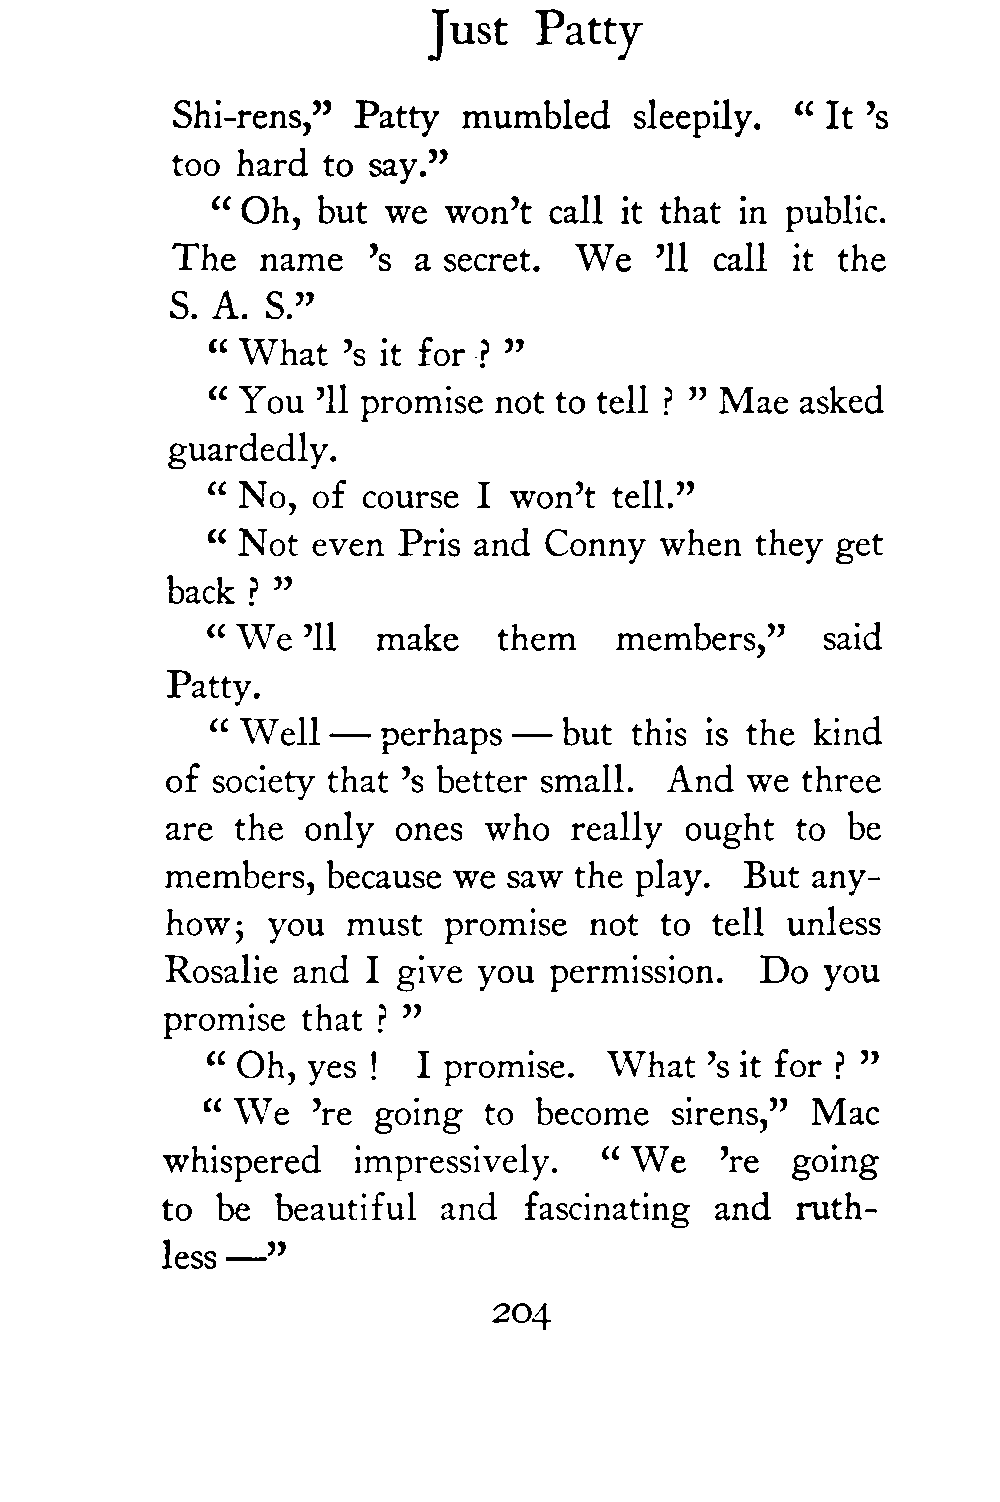 Just Patty
Shi-rens,” Patty mumbled sleepily. “ It ’s
too hard to say.”
“ Oh, but we won’t call it that in public.
The name ’s a secret. We ’ll call it the
S. A. S.”
“ What ’s it for ? ”
“ You ’ll promise not to tell ? ” Mae asked
guardedly.
“ No, of course I won’t tell.”
“ Not even Pris and Conny when they get
back ? ”
“ We ’ll make them members,” said
Patty.
“ Well — perhaps — but this is the kind
of society that ’s better small. And we three
are the only ones who really ought to be
members, because we saw the play. But any-
how; you must promise not to tell unless
Rosalie and I give you permission. Do you
promise that ? ”
“ Oh, yes ! I promise. What ’s it for ? ”
“ We ’re going to become sirens,” Mac
whispered impressively. “ We ’re going
to be beautiful and fascinating and ruth-
less —”
204